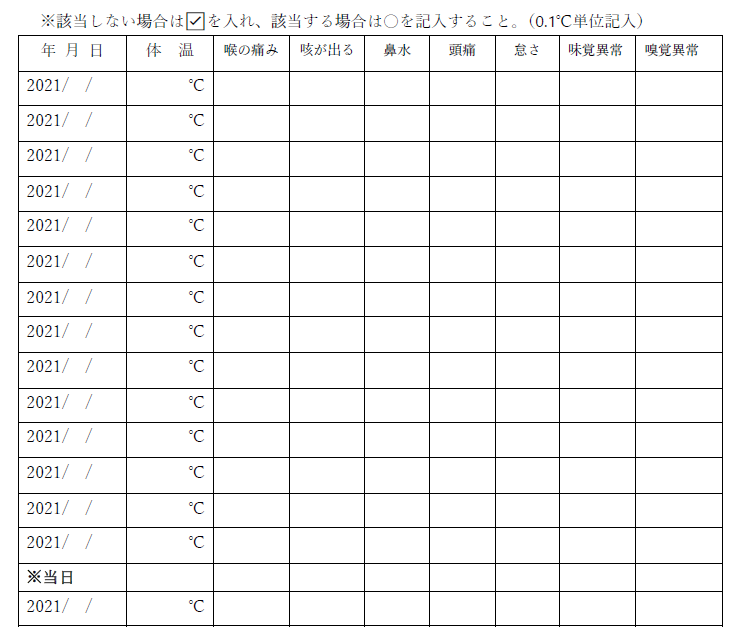 ※該当しない場合は☑を入れ、該当する場合は○を記入すること。（0.1℃単位記入）
年 月 日 体 温 喉の痛み 咳が出る 鼻水 頭痛 怠さ 味覚異常 嗅覚異常
2021/ / ℃
2021/ / ℃
2021/ / ℃
2021/ / ℃
2021/ / ℃
2021/ / ℃
2021/ / ℃
2021/ / ℃
2021/ / ℃
2021/ / ℃
2021/ / ℃
2021/ / ℃
2021/ / ℃
2021/ / ℃
※当日
2021/ / ℃